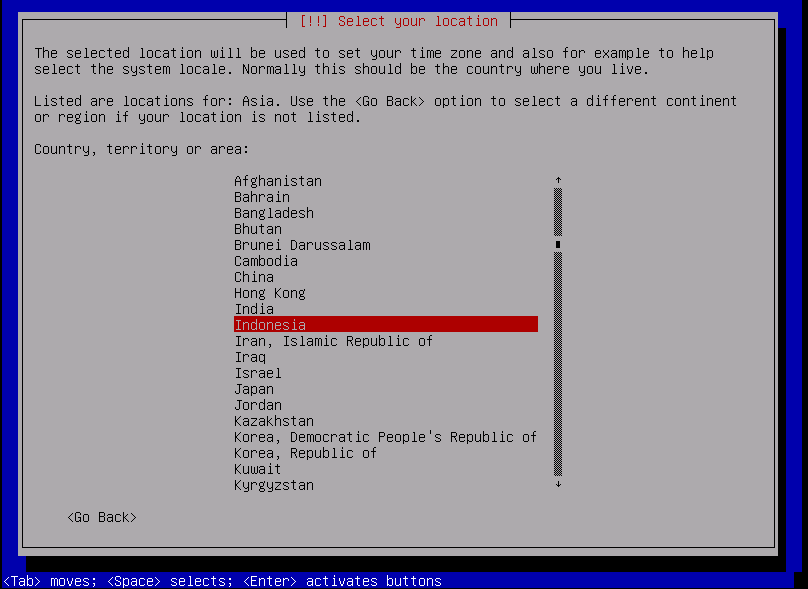 [!!] Select your location
The selected location will be used to set your time zone and also for example to help
select the system locale. Normally this should be the country where you live.
Listed are locations for: Asia. Use the <Go Back> option to select a different continent
or region if your location is not listed.
Country, territory or area:
Afghanistan
Bahrain
Bangladesh
Bhutan
Brunei Darussalam
Cambodia
China
Hong Kong
India
Indonesia
Iran, Islamic Republic of
Iraq
Israel
Japan
Jordan
Kazakhstan
Korea, Democratic People's Republic of
Korea, Republic of
Kuwait
Kyrgyzstan
<Go Back>
<Tab> moves; <Space> selects; <Enter> activates buttons